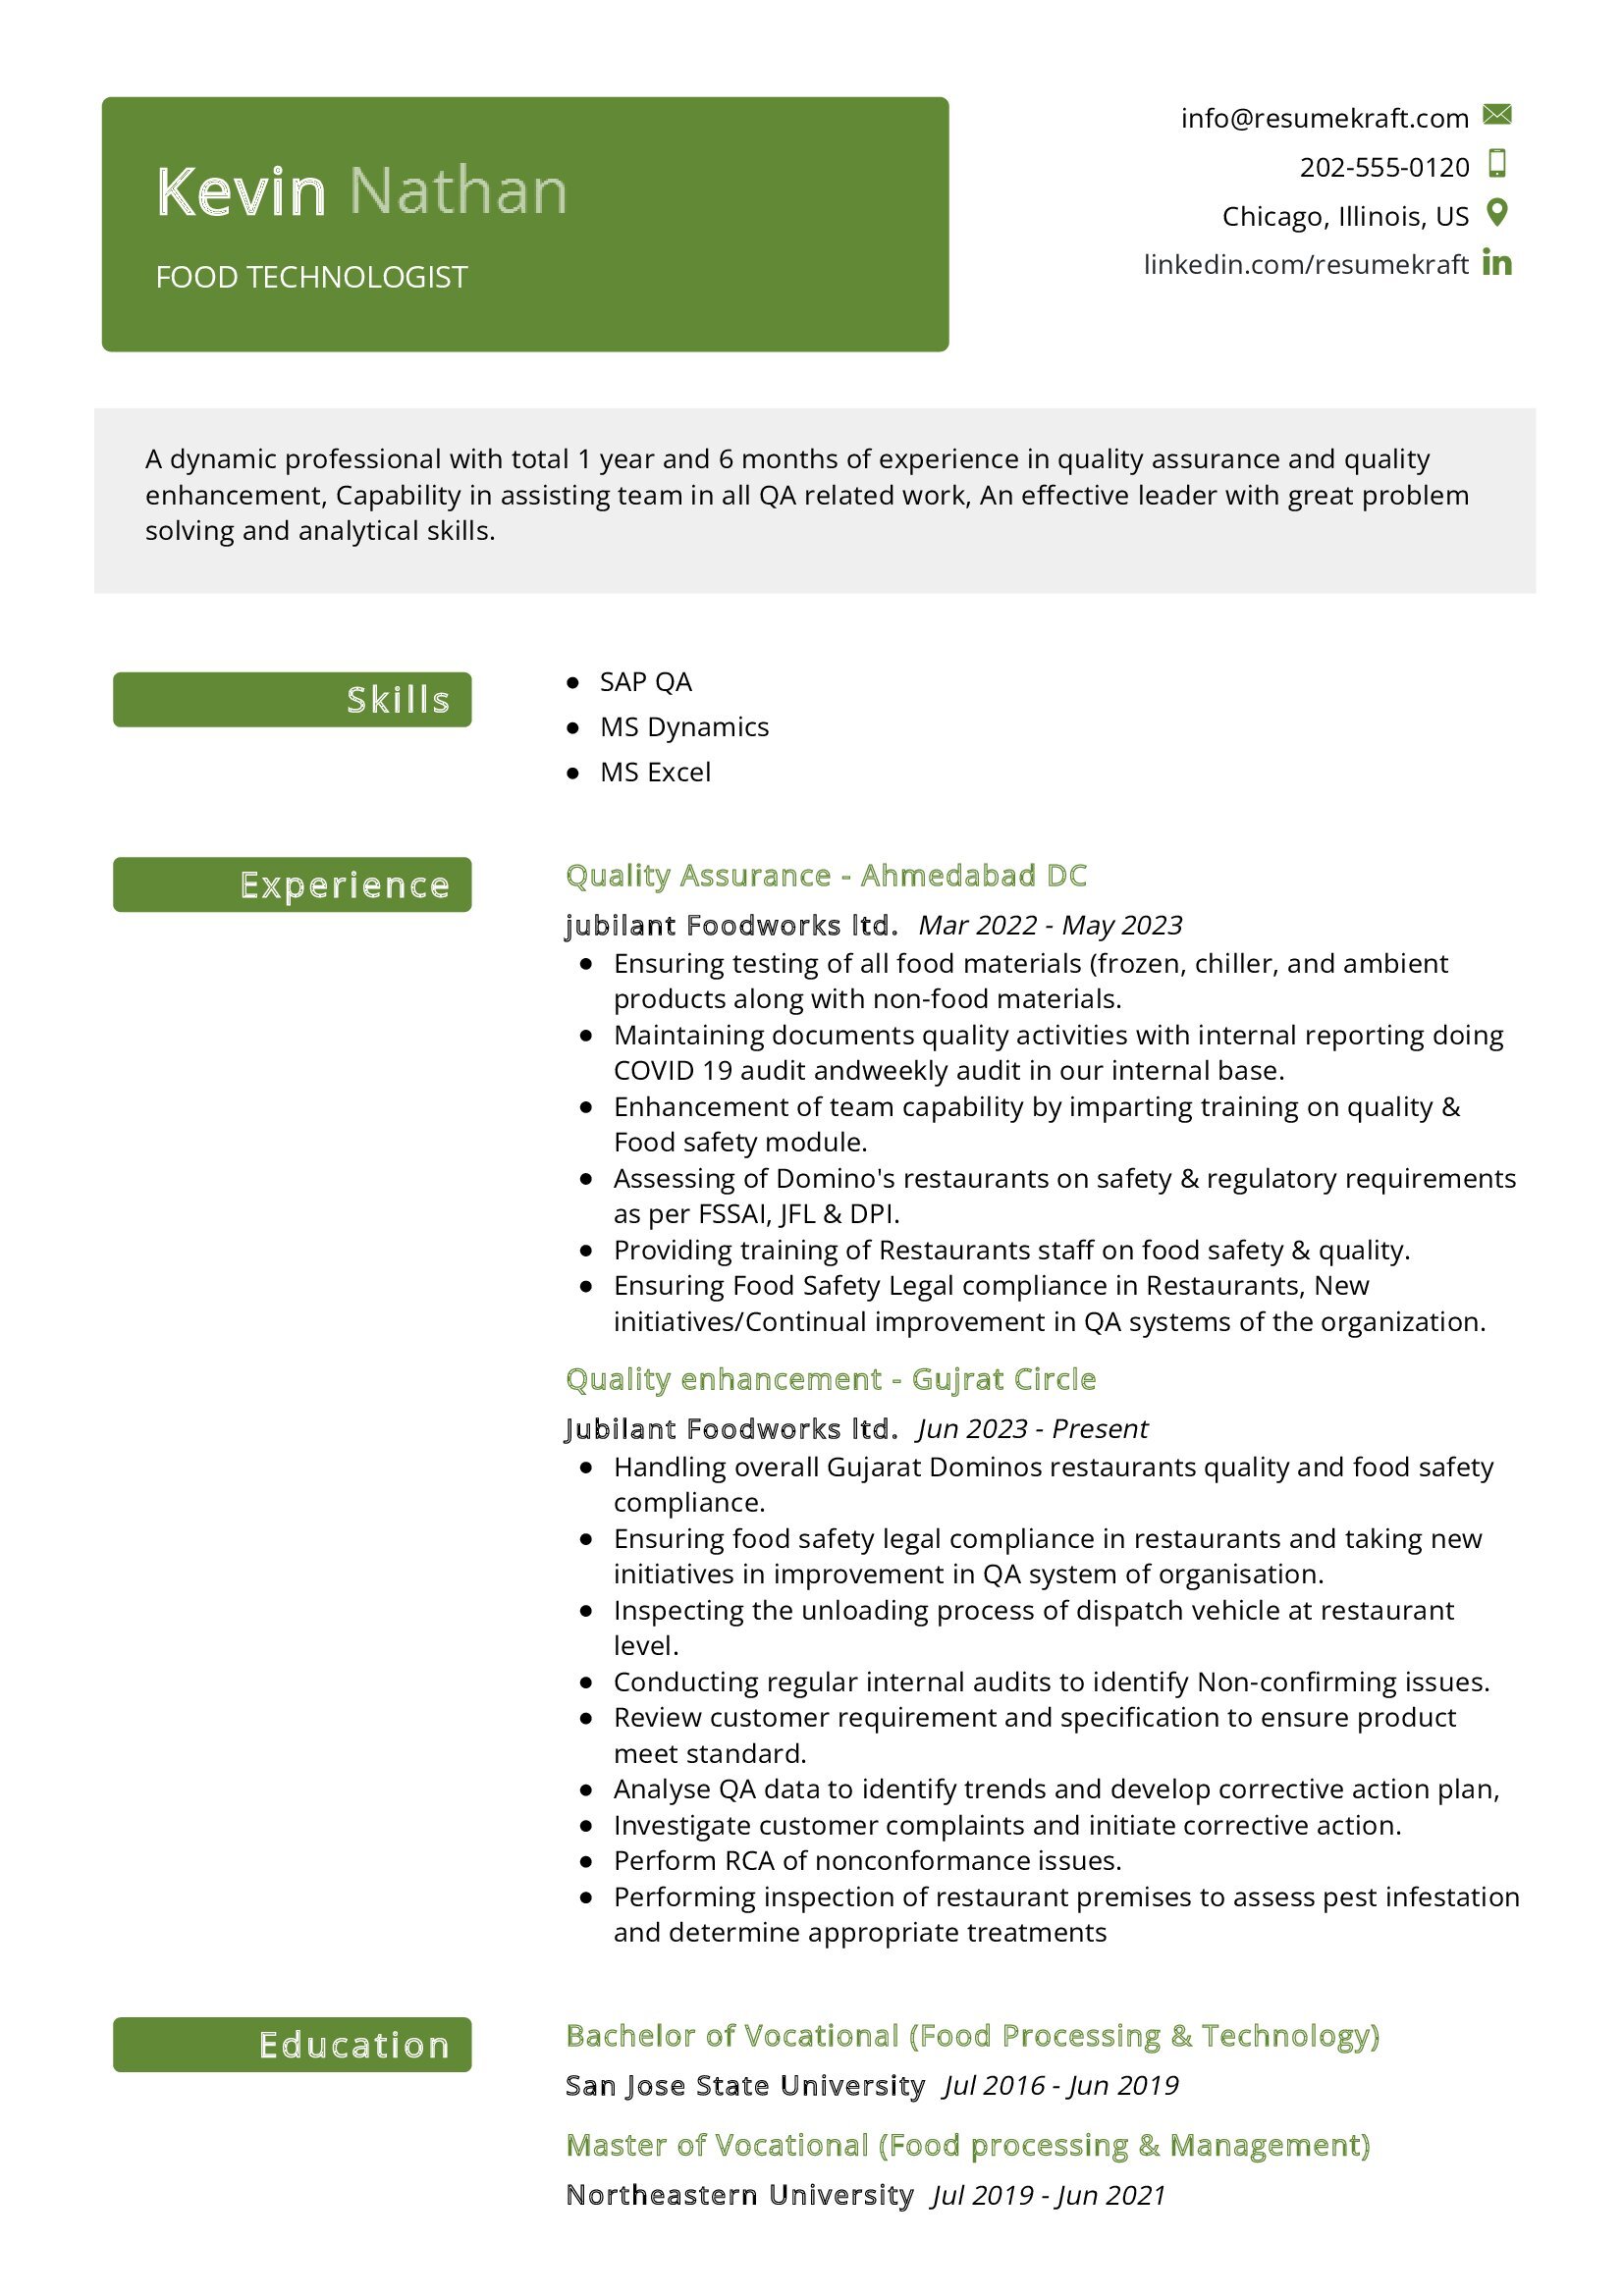 Kevin Nathan
FOOD TECHNOLOGIST
info@resumekraft.com
202-555-0120
Chicago, Illinois, US
linkedin.com/resumekraft
A dynamic professional with total 1 year and 6 months of experience in quality assurance and quality
enhancement, Capability in assisting team in all QA related work, An effective leader with great problem
solving and analytical skills.
Skills
● SAP QA
● MS Dynamics
● MS Excel
Experience
Quality Assurance - Ahmedabad DC
jubilant Foodworks ltd. Mar 2022 - May 2023
● Ensuring testing of all food materials (frozen, chiller, and ambient
products along with non-food materials.
● Maintaining documents quality activities with internal reporting doing
COVID 19 audit andweekly audit in our internal base.
● Enhancement of team capability by imparting training on quality &
Food safety module.
● Assessing of Domino's restaurants on safety & regulatory requirements
as per FSSAI, JFL & DPI.
● Providing training of Restaurants staff on food safety & quality.
● Ensuring Food Safety Legal compliance in Restaurants, New
initiatives/Continual improvement in QA systems of the organization.
Quality enhancement - Gujrat Circle
Jubilant Foodworks ltd. Jun 2023 - Present
● Handling overall Gujarat Dominos restaurants quality and food safety
compliance.
● Ensuring food safety legal compliance in restaurants and taking new
initiatives in improvement in QA system of organisation.
● Inspecting the unloading process of dispatch vehicle at restaurant
level.
● Conducting regular internal audits to identify Non-confirming issues.
● Review customer requirement and specification to ensure product
meet standard.
● Analyse QA data to identify trends and develop corrective action plan,
● Investigate customer complaints and initiate corrective action.
● Perform RCA of nonconformance issues.
● Performing inspection of restaurant premises to assess pest infestation
and determine appropriate treatments
Education
Bachelor of Vocational (Food Processing & Technology)
San Jose State University Jul 2016 - Jun 2019
Master of Vocational (Food processing & Management)
Northeastern University Jul 2019 - Jun 2021